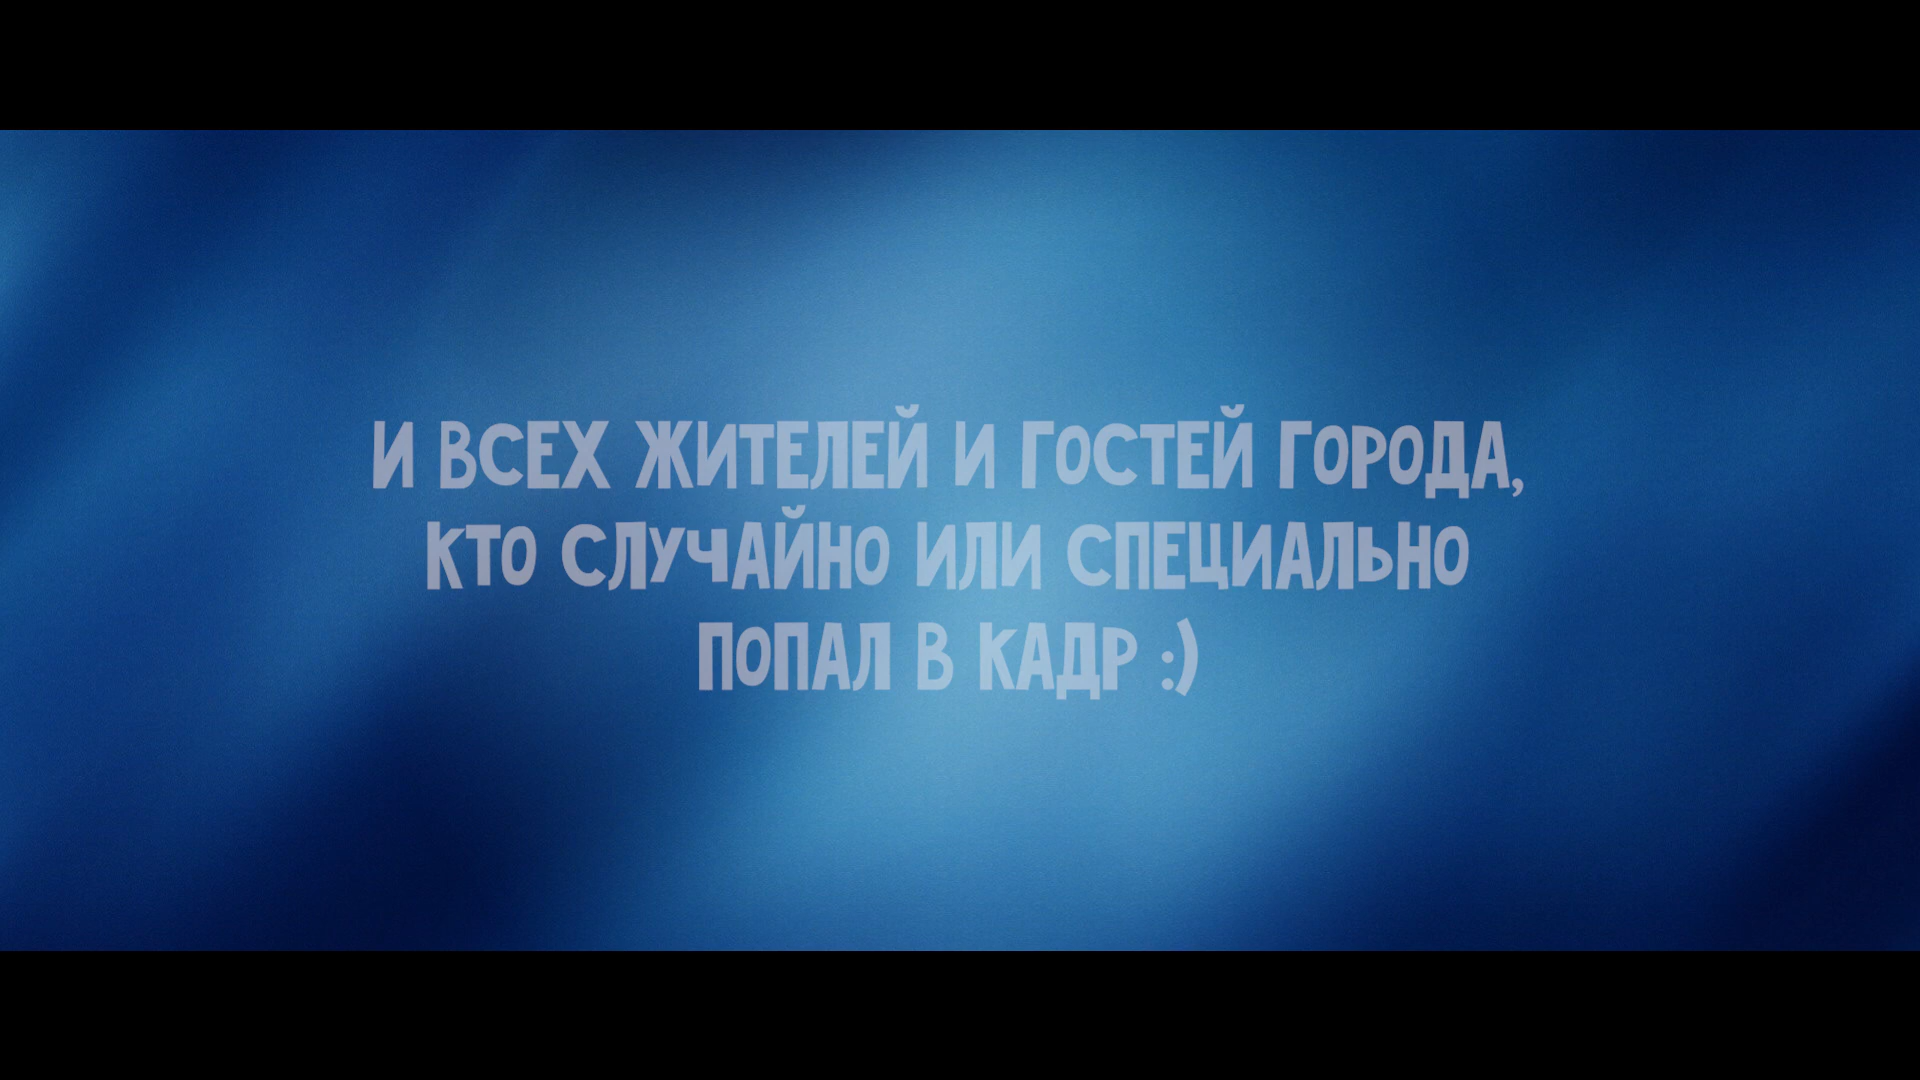 И ВСЕХ ЖИТЕЛЕЙ И ГОСТЕЙ ГОРОДА,
КТО СЛУЧАЙНО ИЛИ СПЕЦИАЛЬНО
ПОПАЛ В КАДР :)